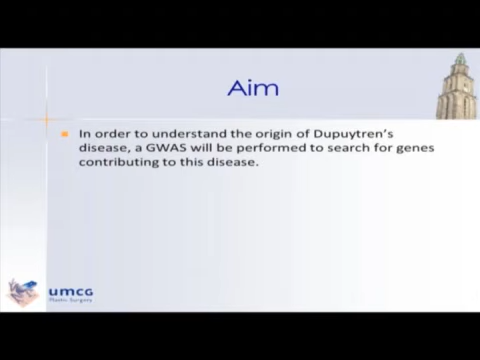 Aim
In order to understand the origin of Dupuytren's
disease, a GWAS will be performed to search for genes
contributing to this disease.
umcg
Plastic Surgery